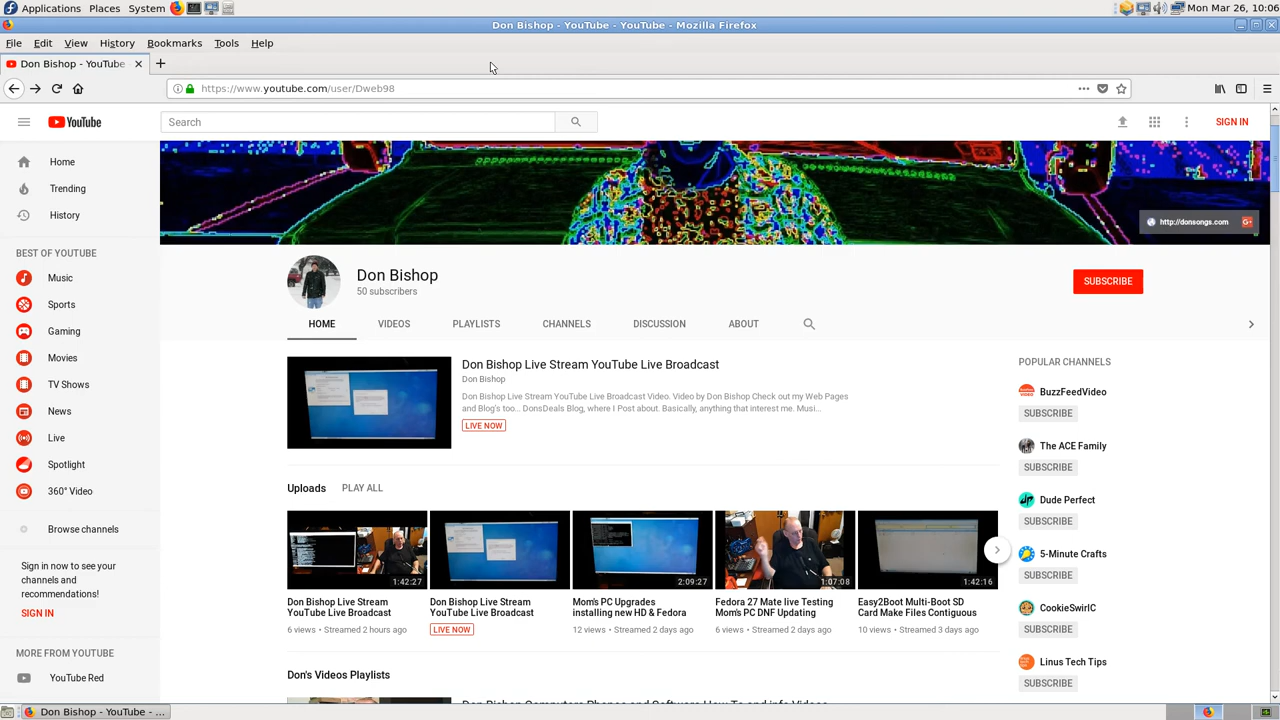 Applications Places System Mon Mar 26, 10:06
Don Bishop - YouTube - YouTube - Mozilla Firefox
File Edit View History Bookmarks Tools Help
Don Bishop - YouTube
https://www.youtube.com/user/Dweb98
YouTube Search SIGN IN
Home
Trending
History
BEST OF YOUTUBE
Music
Sports
Gaming
Movies
TV Shows
News
Live
Spotlight
360° Video
Browse channels
Sign in now to see your
channels and
recommendations!
SIGN IN
MORE FROM YOUTUBE
YouTube Red
http://donsongs.com G+
Don Bishop
50 subscribers
SUBSCRIBE
HOME VIDEOS PLAYLISTS CHANNELS DISCUSSION ABOUT
Don Bishop Live Stream YouTube Live Broadcast
Don Bishop
Don Bishop Live Stream YouTube Live Broadcast Video. Video by Don Bishop Check out my Web Pages
and Blog's too... DonsDeals Blog, where I Post about. Basically, anything that interest me. Musi...
LIVE NOW
Uploads PLAY ALL
1:42:27
Don Bishop Live Stream
YouTube Live Broadcast
6 views • Streamed 2 hours ago
Don Bishop Live Stream
YouTube Live Broadcast
LIVE NOW
2:09:27
Mom's PC Upgrades
installing new HD & Fedora
12 views • Streamed 2 days ago
1:07:08
Fedora 27 Mate live Testing
Mom's PC DNF Updating
6 views • Streamed 2 days ago
1:42:16
Easy2Boot Multi-Boot SD
Card Make Files Contiguous
10 views • Streamed 3 days ago
Don's Videos Playlists
Don Bishop Computers Phones and Software How To and info Videos
POPULAR CHANNELS
BuzzFeedVideo
SUBSCRIBE
The ACE Family
SUBSCRIBE
Dude Perfect
SUBSCRIBE
5-Minute Crafts
SUBSCRIBE
CookieSwirlC
SUBSCRIBE
Linus Tech Tips
SUBSCRIBE
Don Bishop - YouTube - ...